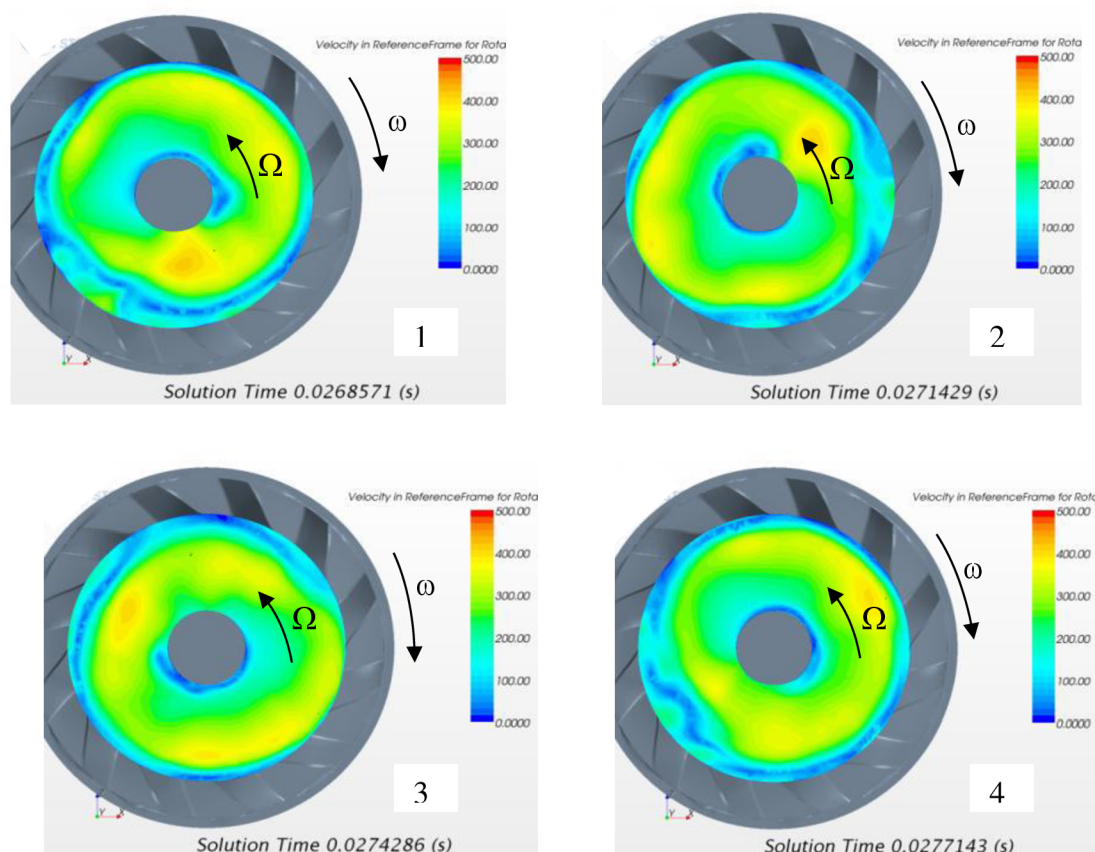 Velocity in ReferenceFrame for Rota
500.00
400.00
300.00
200.00
100.00
0.0000
ω
Ω
1
Y X
Solution Time 0.0268571 (s)
Velocity in ReferenceFrame for Rota
500.00
400.00
300.00
200.00
100.00
0.0000
ω
Ω
2
Y X
Solution Time 0.0271429 (s)
Velocity in ReferenceFrame for Rota
500.00
400.00
300.00
200.00
100.00
0.0000
ω
Ω
3
Y X
Solution Time 0.0274286 (s)
Velocity in ReferenceFrame for Rota
500.00
400.00
300.00
200.00
100.00
0.0000
ω
Ω
4
Y X
Solution Time 0.0277143 (s)